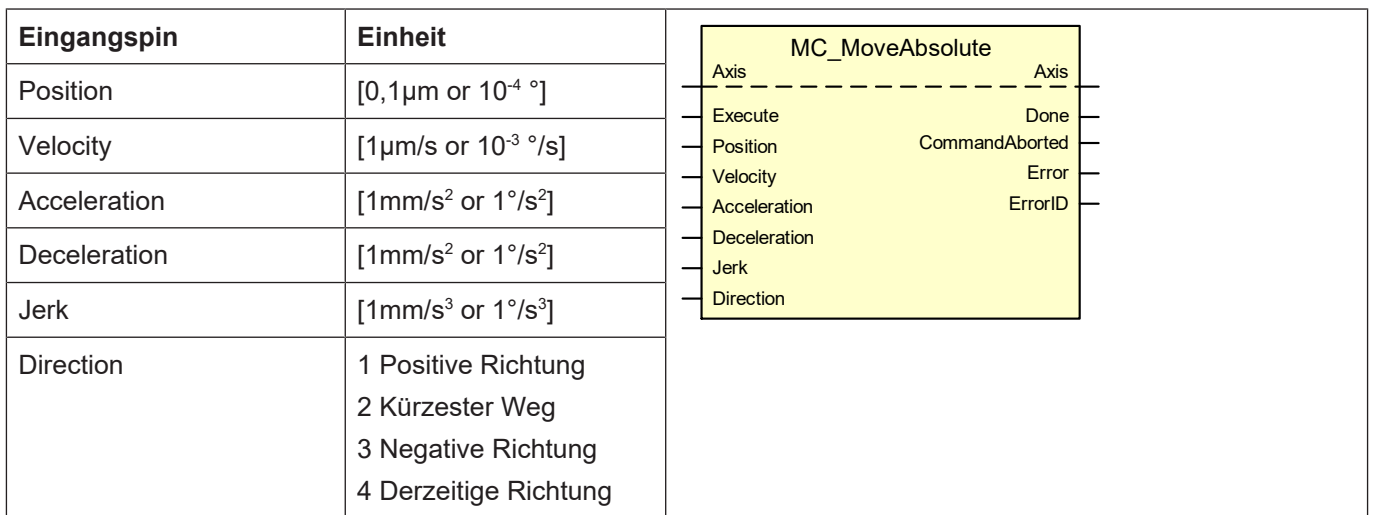 Eingangspin Einheit
Position [0,1µm or 10⁻⁴ °]
Velocity [1µm/s or 10⁻³ °/s]
Acceleration [1mm/s² or 1°/s²]
Deceleration [1mm/s² or 1°/s²]
Jerk [1mm/s³ or 1°/s³]
Direction 1 Positive Richtung
2 Kürzester Weg
3 Negative Richtung
4 Derzeitige Richtung
MC_MoveAbsolute
Axis Axis
Execute Done
Position CommandAborted
Velocity Error
Acceleration ErrorID
Deceleration
Jerk
Direction